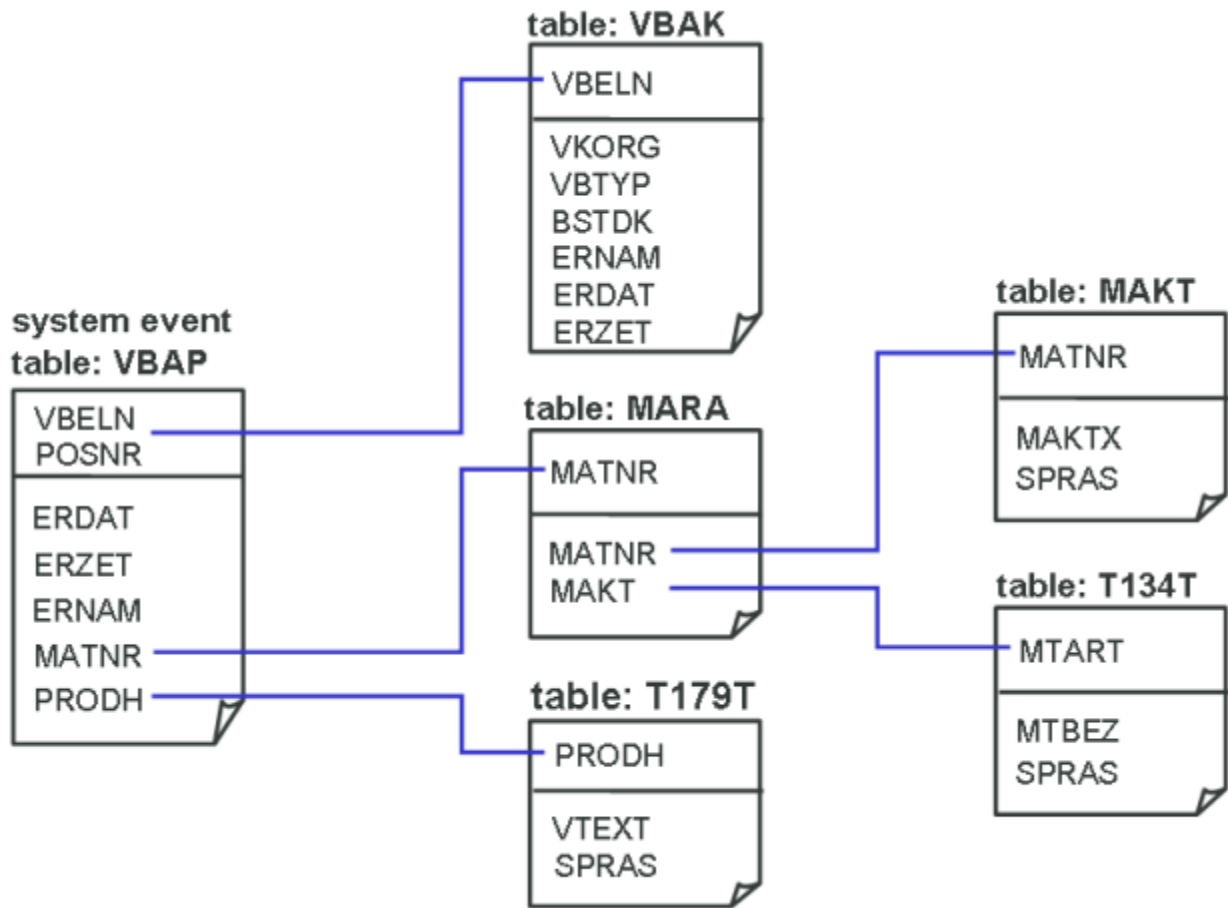 system event
table: VBAP
VBELN
POSNR
ERDAT
ERZET
ERNAM
MATNR
PRODH
table: VBAK
VBELN
VKORG
VBTYP
BSTDK
ERNAM
ERDAT
ERZET
table: MARA
MATNR
MATNR
MAKT
table: T179T
PRODH
VTEXT
SPRAS
table: MAKT
MATNR
MAKTX
SPRAS
table: T134T
MTART
MTBEZ
SPRAS